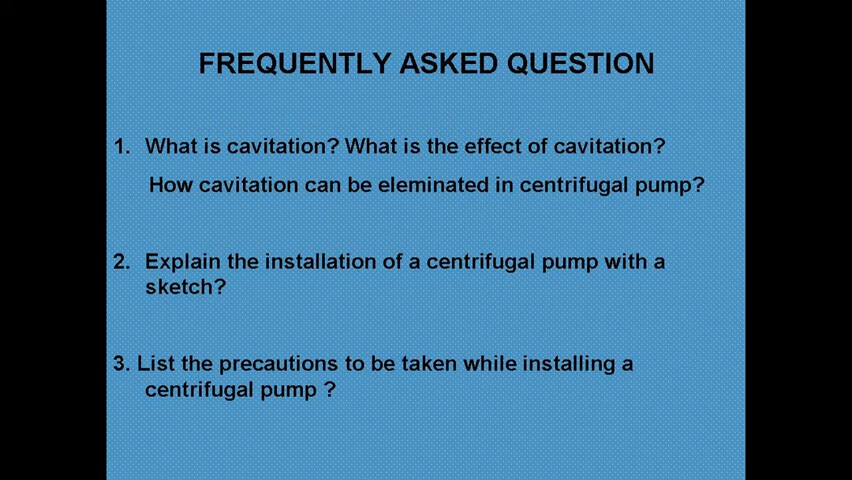 FREQUENTLY ASKED QUESTION
1. What is cavitation? What is the effect of cavitation?
How cavitation can be eleminated in centrifugal pump?
2. Explain the installation of a centrifugal pump with a
sketch?
3. List the precautions to be taken while installing a
centrifugal pump ?